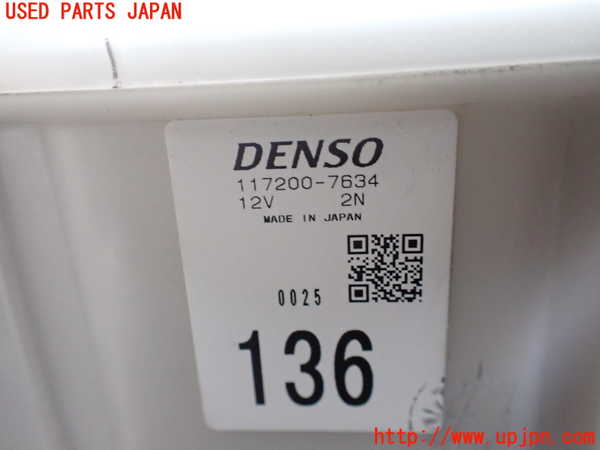 USED PARTS JAPAN
DENSO
117200-7634
12V 2N
MADE IN JAPAN
0025
136
http://www.upjpn.com/